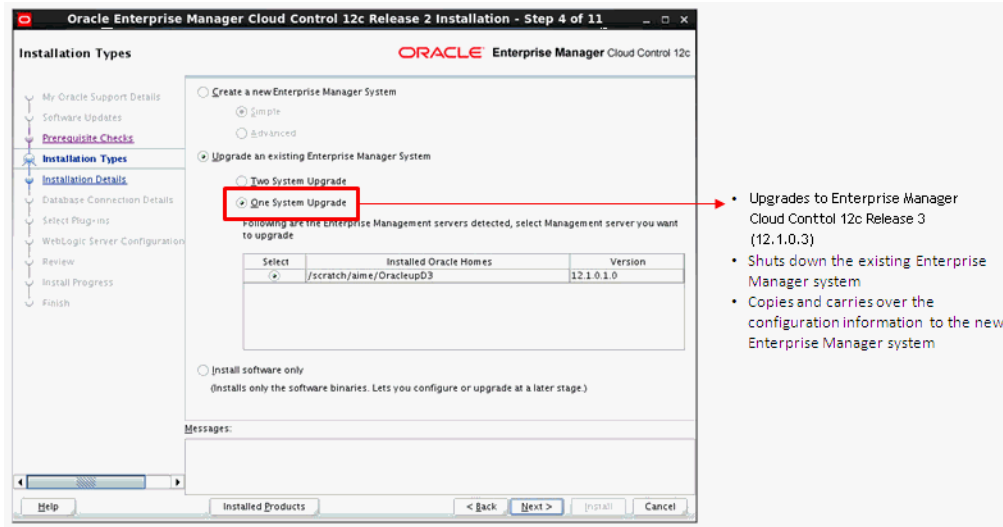 Oracle Enterprise Manager Cloud Control 12c Release 2 Installation - Step 4 of 11
Installation Types
ORACLE Enterprise Manager Cloud Control 12c
My Oracle Support Details
Software Updates
Prerequisite Checks
Installation Types
Installation Details
Database Connection Details
Select Plug-ins
WebLogic Server Configuration
Review
Install Progress
Finish
Create a new Enterprise Manager System
Simple
Advanced
Upgrade an existing Enterprise Manager System
Two System Upgrade
One System Upgrade
Following are the Enterprise Management servers detected, select Management server you want
to upgrade
Select Installed Oracle Homes Version
/scratch/aime/OracleupD3 12.1.0.1.0
Install software only
(Installs only the software binaries. Lets you configure or upgrade at a later stage.)
Messages:
Help Installed Products < Back Next > Install Cancel
• Upgrades to Enterprise Manager
Cloud Conttol 12c Release 3
(12.1.0.3)
• Shuts down the existing Enterprise
Manager system
• Copies and carries over the
configuration information to the new
Enterprise Manager system